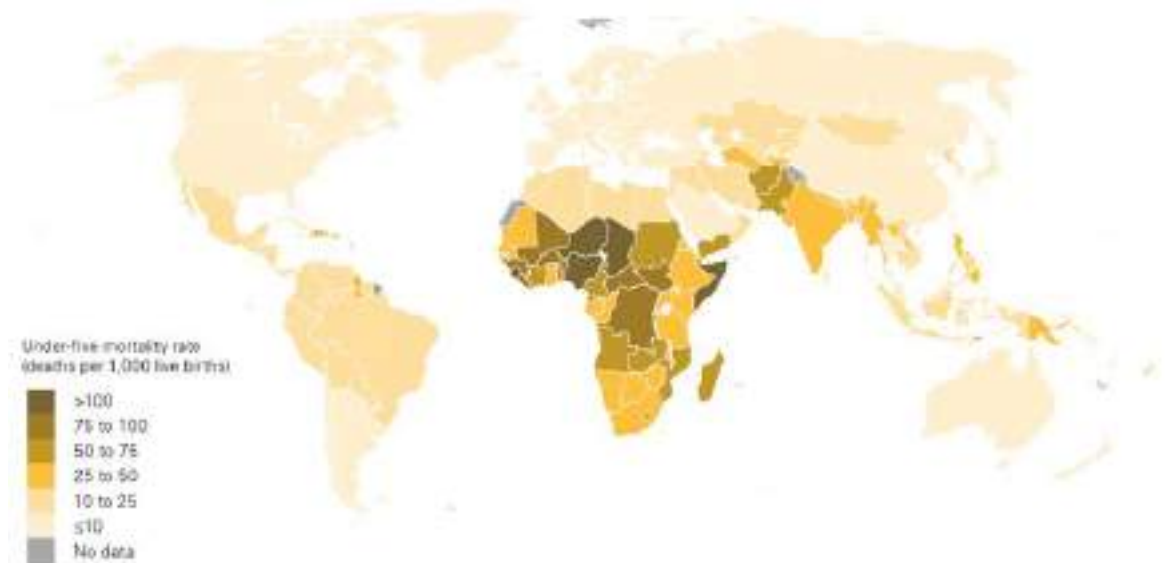 Under-five mortality rate
(deaths per 1,000 live births)
>100
75 to 100
50 to 75
25 to 50
10 to 25
≤10
No data